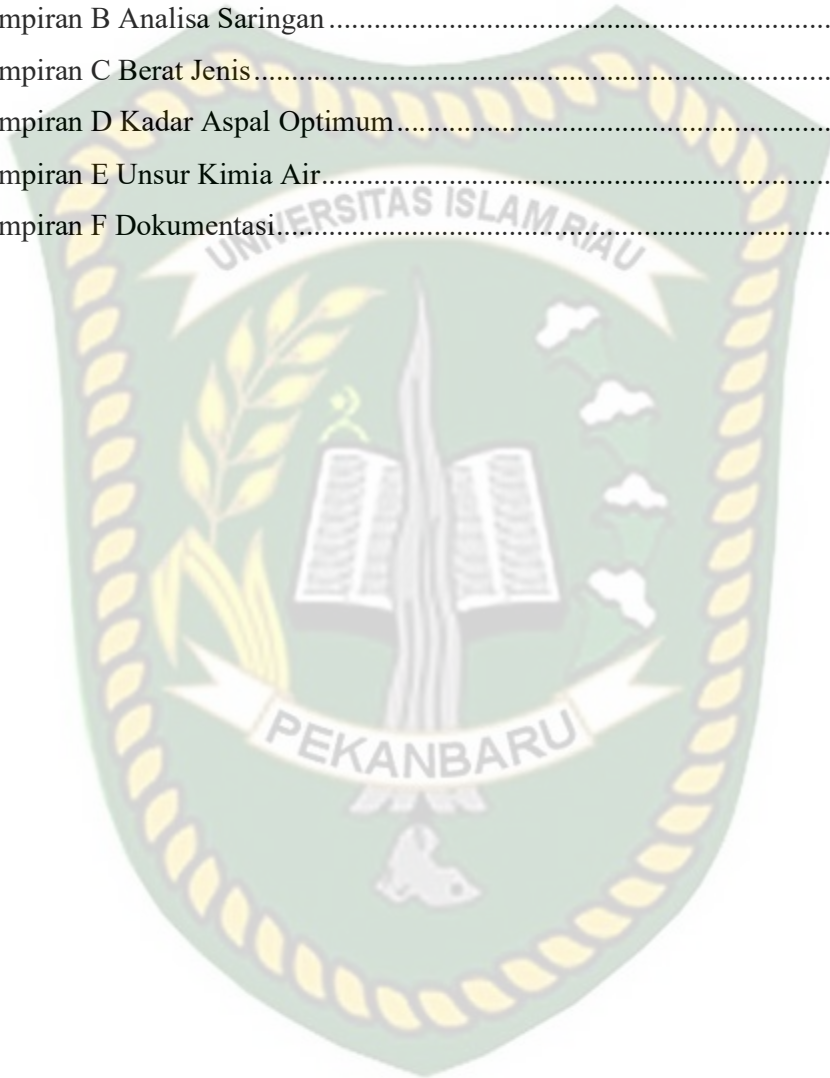 mpiran B Analisa Saringan................................................................
mpiran C Berat Jenis..........................................................................
mpiran D Kadar Aspal Optimum.......................................................
mpiran E Unsur Kimia Air.................................................................
mpiran F Dokumentasi.......................................................................
UNIVERSITAS ISLAM RIAU
PEKANBARU